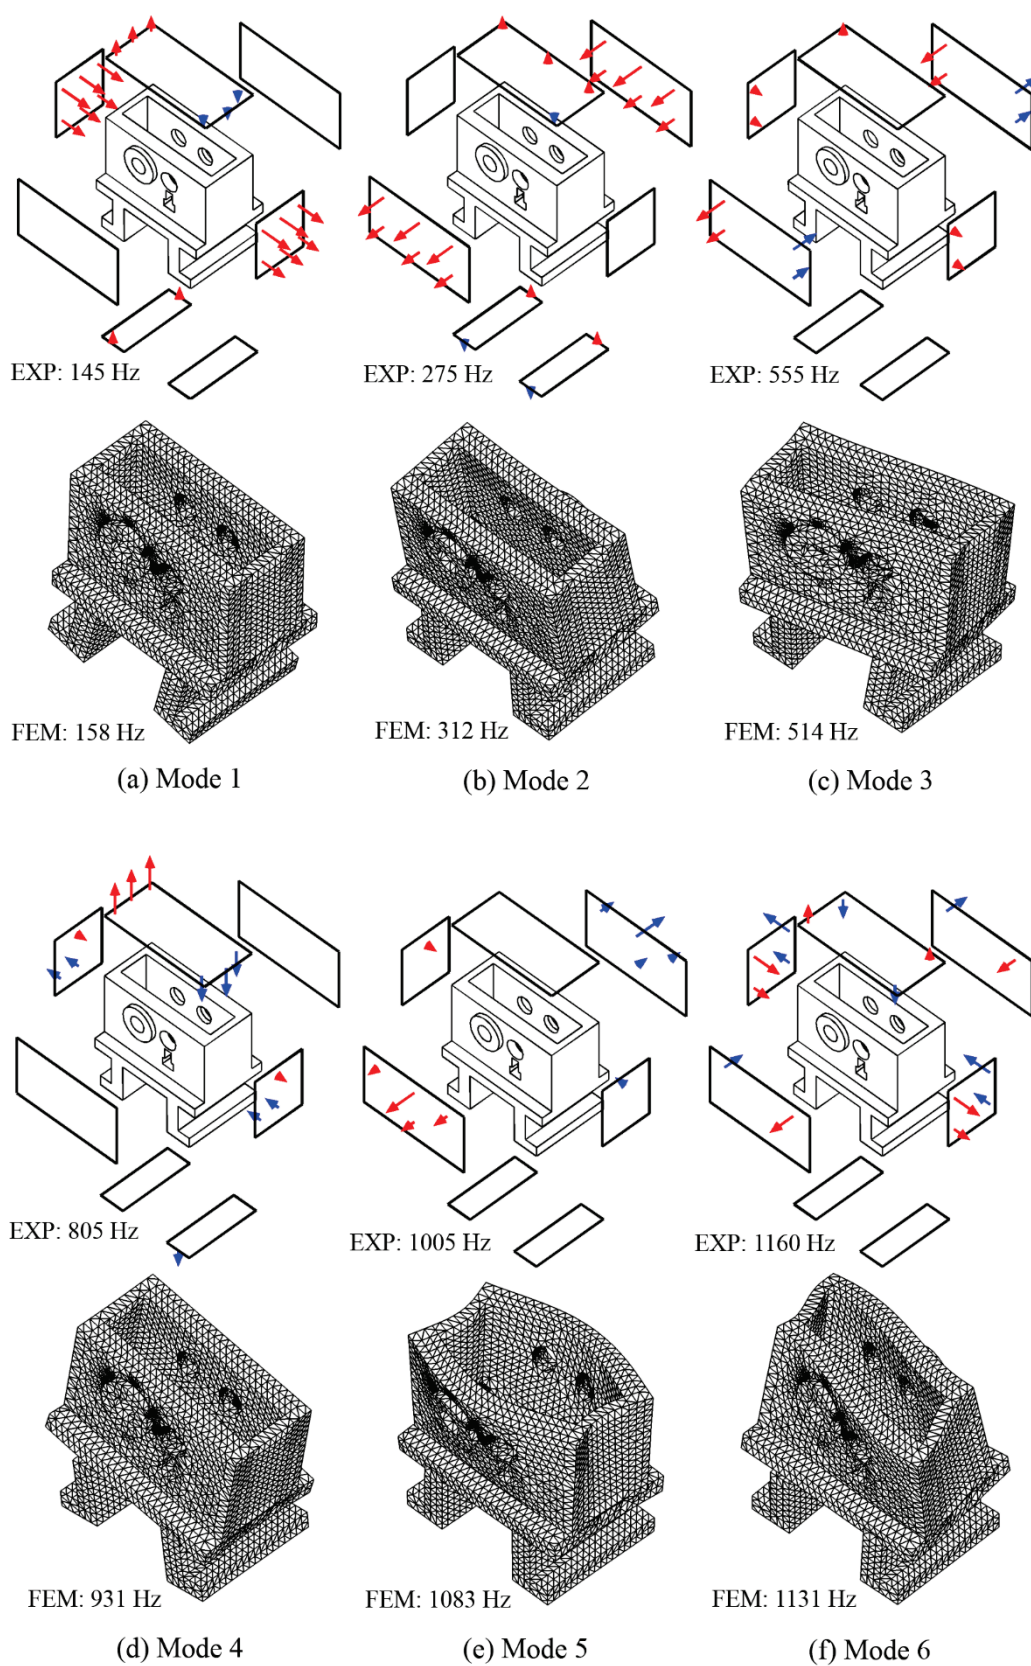 EXP: 145 Hz
EXP: 275 Hz
EXP: 555 Hz
FEM: 158 Hz
FEM: 312 Hz
FEM: 514 Hz
(a) Mode 1
(b) Mode 2
(c) Mode 3
EXP: 805 Hz
EXP: 1005 Hz
EXP: 1160 Hz
FEM: 931 Hz
FEM: 1083 Hz
FEM: 1131 Hz
(d) Mode 4
(e) Mode 5
(f) Mode 6